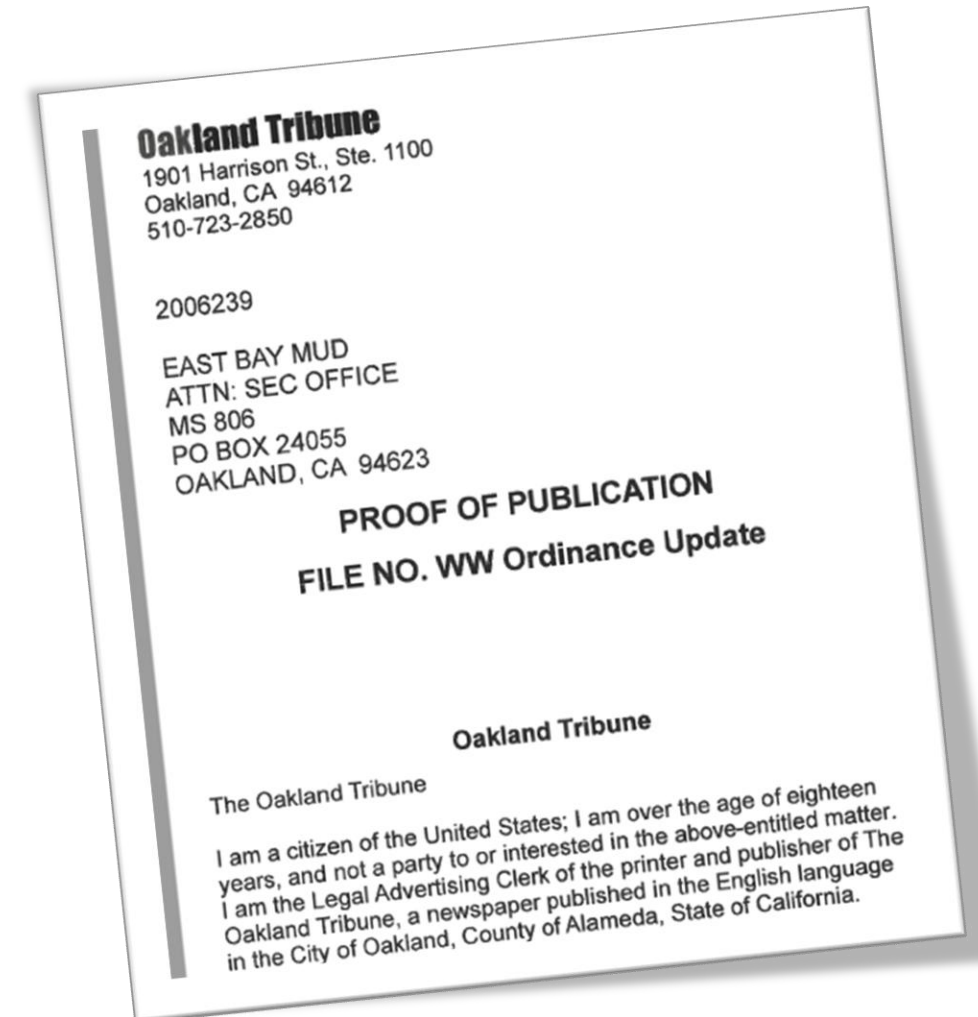 Oakland Tribune
1901 Harrison St., Ste. 1100
Oakland, CA 94612
510-723-2850
2006239
EAST BAY MUD
ATTN: SEC OFFICE
MS 806
PO BOX 24055
OAKLAND, CA 94623
PROOF OF PUBLICATION
FILE NO. WW Ordinance Update
Oakland Tribune
The Oakland Tribune
I am a citizen of the United States; I am over the age of eighteen
years, and not a party to or interested in the above-entitled matter.
I am the Legal Advertising Clerk of the printer and publisher of The
Oakland Tribune, a newspaper published in the English language
in the City of Oakland, County of Alameda, State of California.